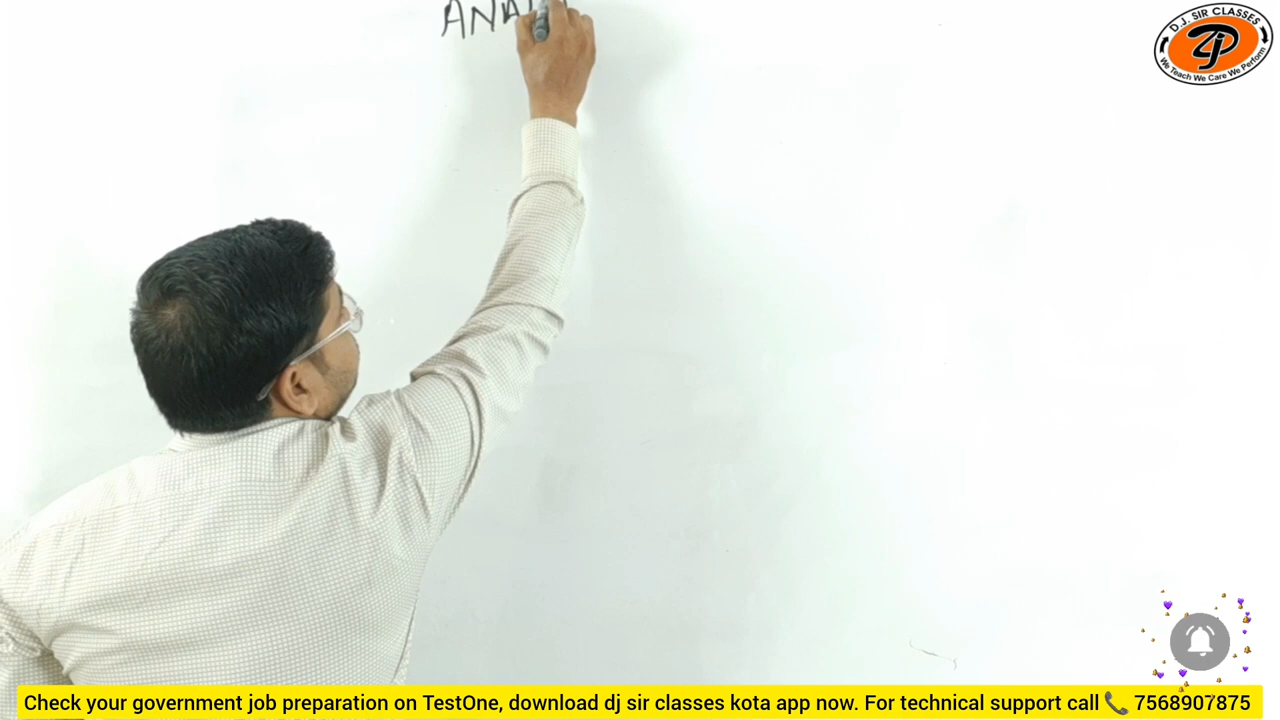 ANAL
D.J. SIR CLASSES
We Teach We Care We Perform
Check your government job preparation on TestOne, download dj sir classes kota app now. For technical support call 7568907875